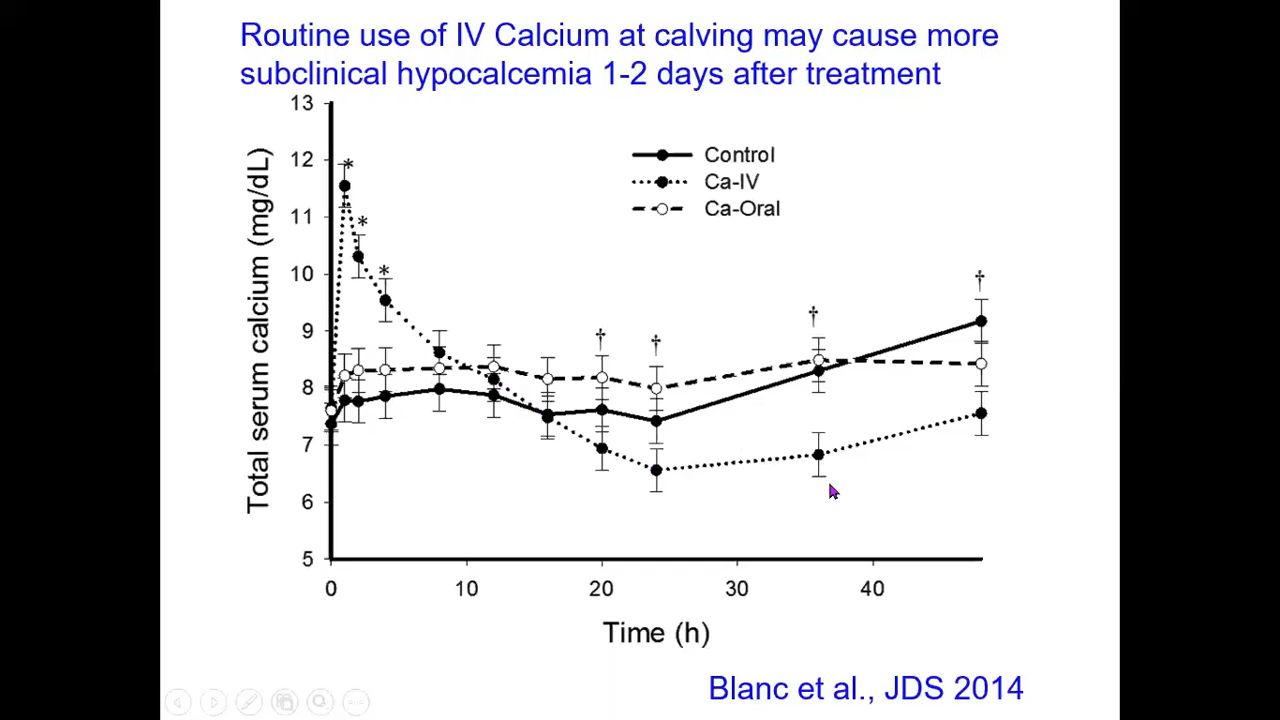 Routine use of IV Calcium at calving may cause more
subclinical hypocalcemia 1-2 days after treatment
13
12
11
10
9
8
7
6
5
Total serum calcium (mg/dL)
Control
Ca-IV
Ca-Oral
*
*
*
†
†
†
†
0 10 20 30 40
Time (h)
Blanc et al., JDS 2014